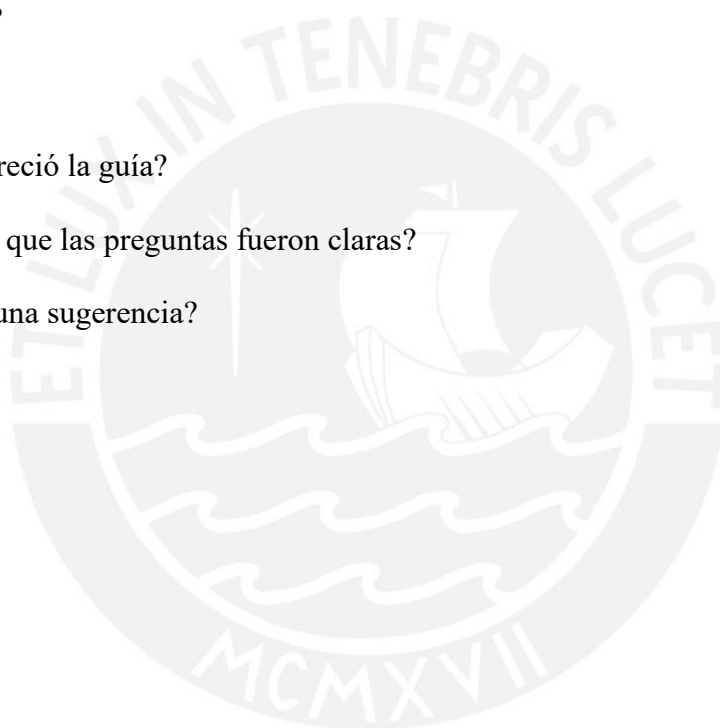 ?
reció la guía?
que las preguntas fueron claras?
una sugerencia?
ET LUX IN TENEBRIS LUCET
MCMXVII